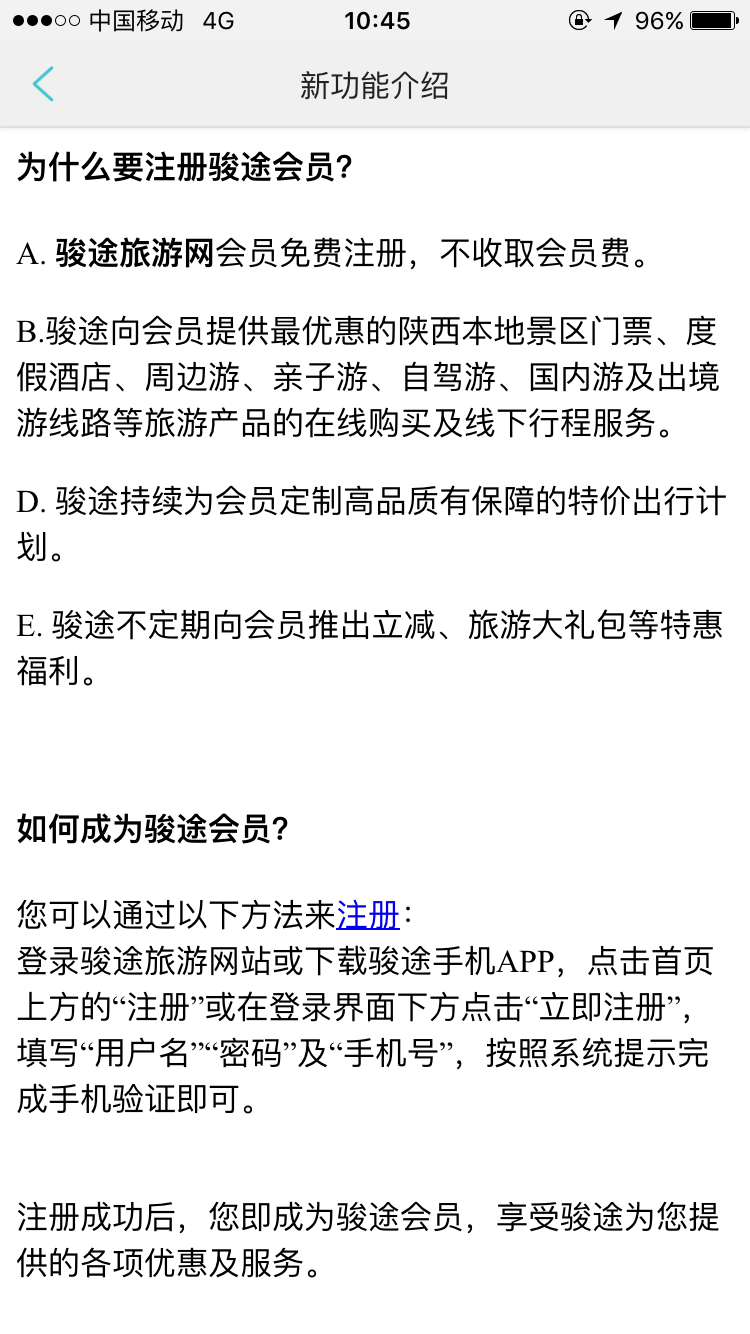 中国移动 4G 10:45 96%
新功能介绍
为什么要注册骏途会员?
A. 骏途旅游网会员免费注册，不收取会员费。
B.骏途向会员提供最优惠的陕西本地景区门票、度
假酒店、周边游、亲子游、自驾游、国内游及出境
游线路等旅游产品的在线购买及线下行程服务。
D. 骏途持续为会员定制高品质有保障的特价出行计
划。
E. 骏途不定期向会员推出立减、旅游大礼包等特惠
福利。
如何成为骏途会员?
您可以通过以下方法来注册：
登录骏途旅游网站或下载骏途手机APP，点击首页
上方的“注册”或在登录界面下方点击“立即注册”，
填写“用户名”“密码”及“手机号”，按照系统提示完
成手机验证即可。
注册成功后，您即成为骏途会员，享受骏途为您提
供的各项优惠及服务。